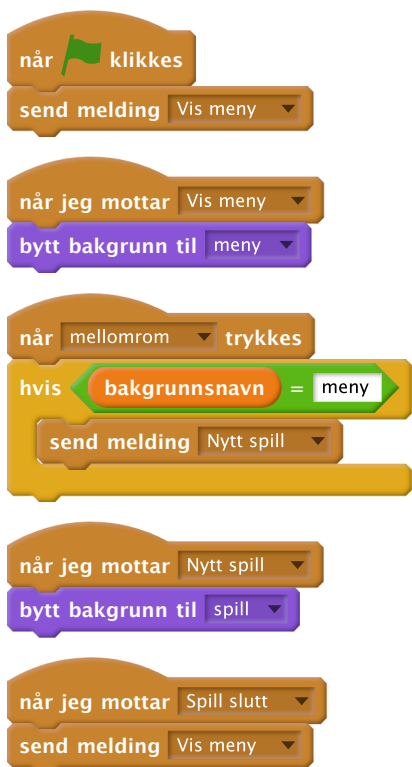 når klikkes
send melding Vis meny
når jeg mottar Vis meny
bytt bakgrunn til meny
når mellomrom trykkes
hvis bakgrunnsnavn = meny
send melding Nytt spill
når jeg mottar Nytt spill
bytt bakgrunn til spill
når jeg mottar Spill slutt
send melding Vis meny